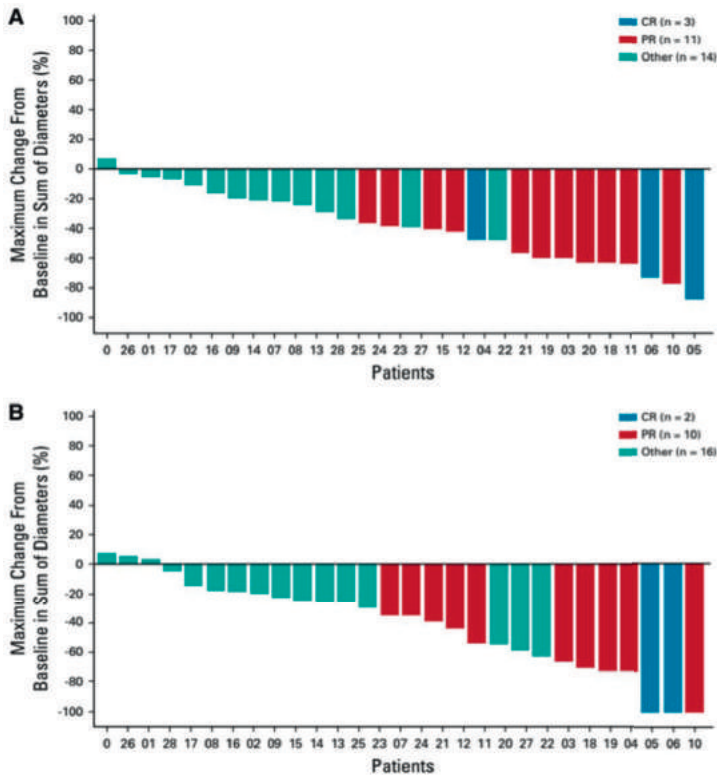 A
CR (n = 3)
PR (n = 11)
Other (n = 14)
Maximum Change From
Baseline in Sum of Diameters (%)
100
80
60
40
20
0
-20
-40
-60
-80
-100
0 26 01 17 02 16 09 14 07 08 13 28 25 24 23 27 15 12 04 22 21 19 03 20 18 11 06 10 05
Patients
B
CR (n = 2)
PR (n = 10)
Other (n = 16)
Maximum Change From
Baseline in Sum of Diameters (%)
100
80
60
40
20
0
-20
-40
-60
-80
-100
0 26 01 28 17 08 16 02 09 15 14 13 25 23 07 24 21 12 11 20 27 22 03 18 19 04 05 06 10
Patients